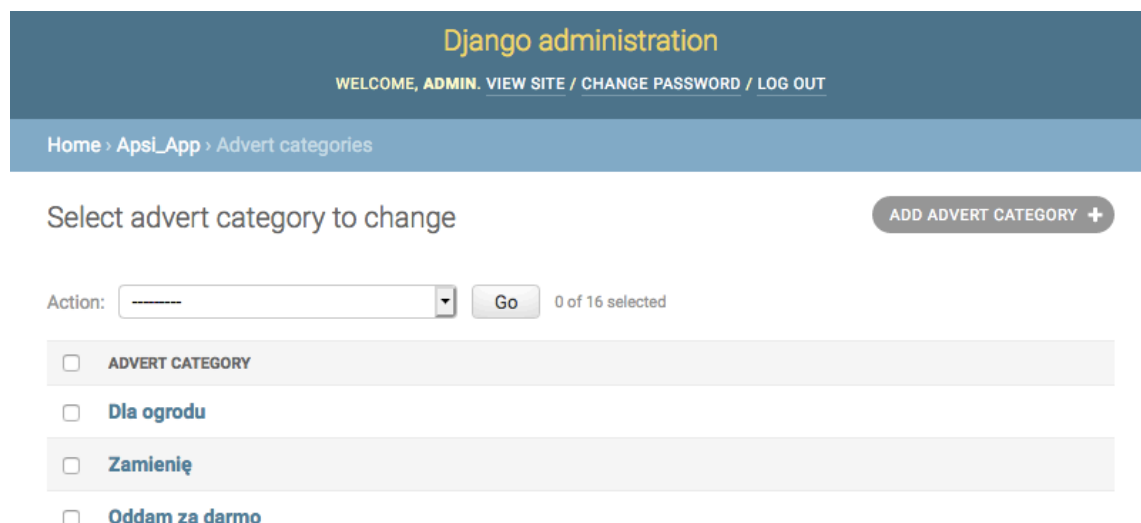 Django administration
WELCOME, ADMIN. VIEW SITE / CHANGE PASSWORD / LOG OUT
Home › Apsi_App › Advert categories
Select advert category to change
ADD ADVERT CATEGORY +
Action: --------- Go 0 of 16 selected
ADVERT CATEGORY
Dla ogrodu
Zamienię
Oddam za darmo